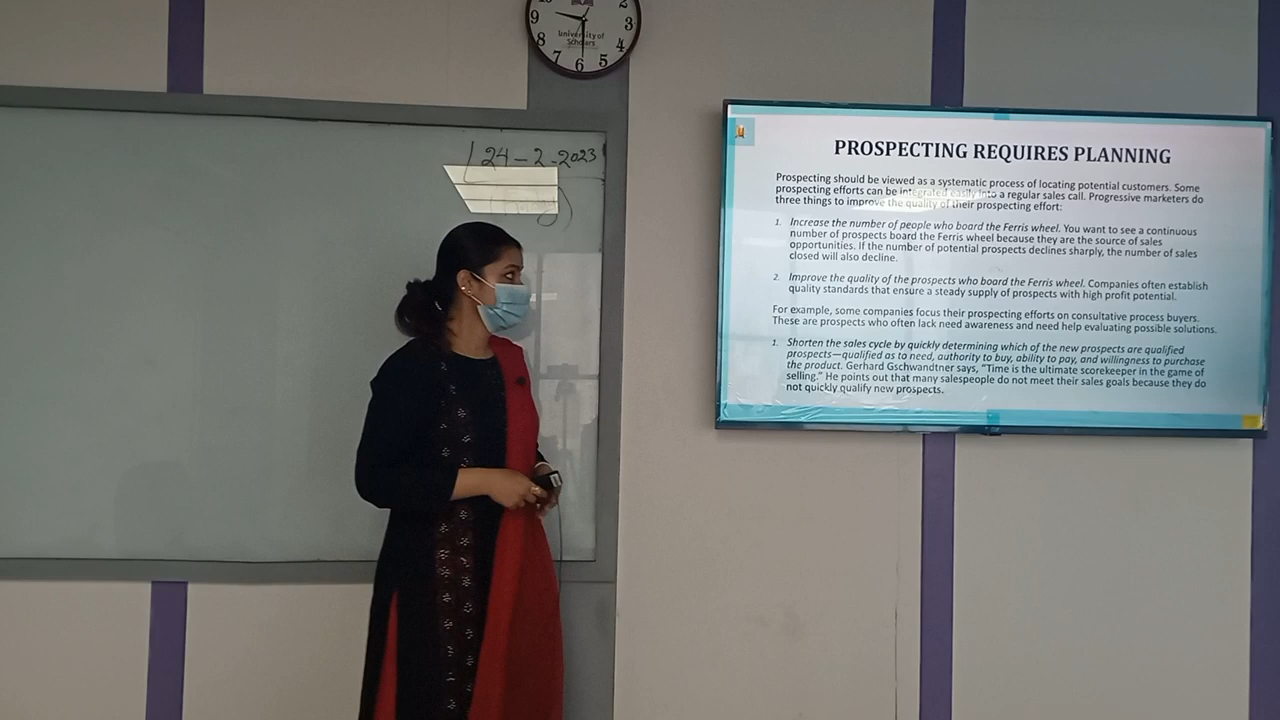 9
2
3
8
4
7
6
5
University of
Scholars
24-2-2023
PROSPECTING REQUIRES PLANNING
Prospecting should be viewed as a systematic process of locating potential customers. Some
prospecting efforts can be integrated easily into a regular sales call. Progressive marketers do
three things to improve the quality of their prospecting effort:
1. Increase the number of people who board the Ferris wheel. You want to see a continuous
number of prospects board the Ferris wheel because they are the source of sales
opportunities. If the number of potential prospects declines sharply, the number of sales
closed will also decline.
2. Improve the quality of the prospects who board the Ferris wheel. Companies often establish
quality standards that ensure a steady supply of prospects with high profit potential.
For example, some companies focus their prospecting efforts on consultative process buyers.
These are prospects who often lack need awareness and need help evaluating possible solutions.
1. Shorten the sales cycle by quickly determining which of the new prospects are qualified
prospects—qualified as to need, authority to buy, ability to pay, and willingness to purchase
the product. Gerhard Gschwandtner says, “Time is the ultimate scorekeeper in the game of
selling.” He points out that many salespeople do not meet their sales goals because they do
not quickly qualify new prospects.